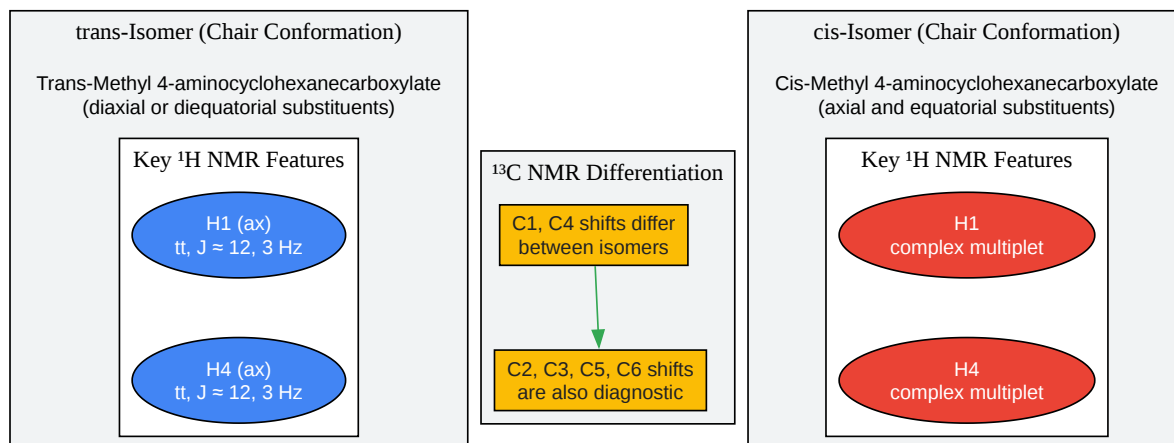 trans-Isomer (Chair Conformation)
Trans-Methyl 4-aminocyclohexanecarboxylate
(diaxial or diequatorial substituents)
Key ¹H NMR Features
H1 (ax)
tt, J ≈ 12, 3 Hz
H4 (ax)
tt, J ≈ 12, 3 Hz
¹³C NMR Differentiation
C1, C4 shifts differ
between isomers
C2, C3, C5, C6 shifts
are also diagnostic
cis-Isomer (Chair Conformation)
Cis-Methyl 4-aminocyclohexanecarboxylate
(axial and equatorial substituents)
Key ¹H NMR Features
H1
complex multiplet
H4
complex multiplet